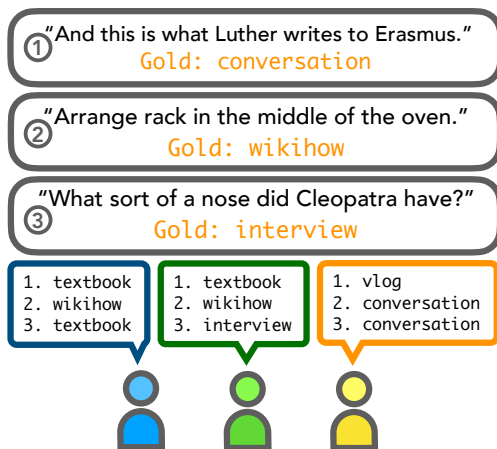 ① "And this is what Luther writes to Erasmus."
Gold: conversation
② "Arrange rack in the middle of the oven."
Gold: wikihow
③ "What sort of a nose did Cleopatra have?"
Gold: interview
1. textbook
2. wikihow
3. textbook
1. textbook
2. wikihow
3. interview
1. vlog
2. conversation
3. conversation